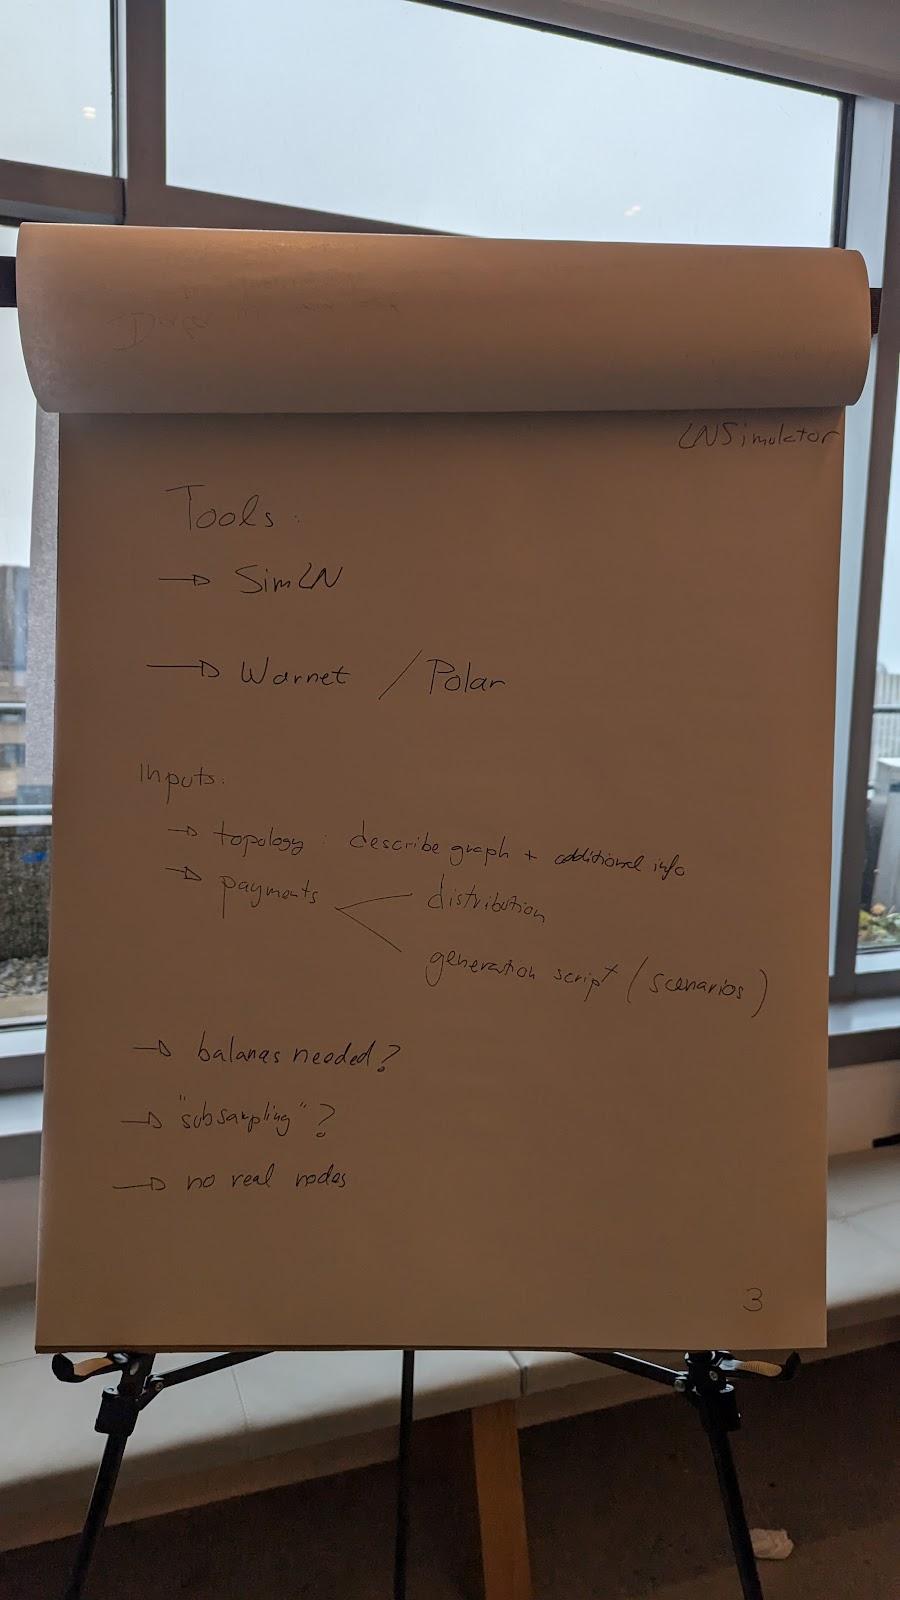 LNSimulator
Tools:
→ SimLN
→ Warnet / Polar
Inputs:
→ topology: describe graph + additional info
→ payments
distribution
generation script (scenarios)
→ balances needed?
→ "subsampling"?
→ no real nodes
3